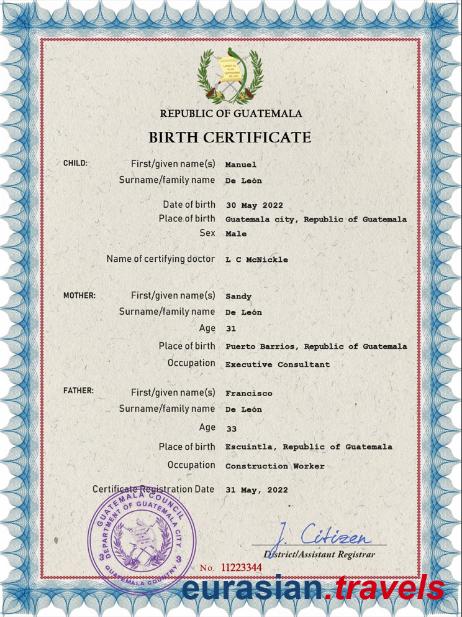 REPUBLIC OF GUATEMALA
BIRTH CERTIFICATE
CHILD: First/given name(s) Manuel
Surname/family name De León
Date of birth 30 May 2022
Place of birth Guatemala city, Republic of Guatemala
Sex Male
Name of certifying doctor L C McNickle
MOTHER: First/given name(s) Sandy
Surname/family name De León
Age 31
Place of birth Puerto Barrios, Republic of Guatemala
Occupation Executive Consultant
FATHER: First/given name(s) Francisco
Surname/family name De León
Age 33
Place of birth Escuintla, Republic of Guatemala
Occupation Construction Worker
Certificate Registration Date 31 May, 2022
GUATEMALA COUNCIL
DEPARTMENT OF GUATEMALA CITY
GUATEMALA COUNTRY
J. Citizen
District/Assistant Registrar
No. 11223344
eurasian.travels